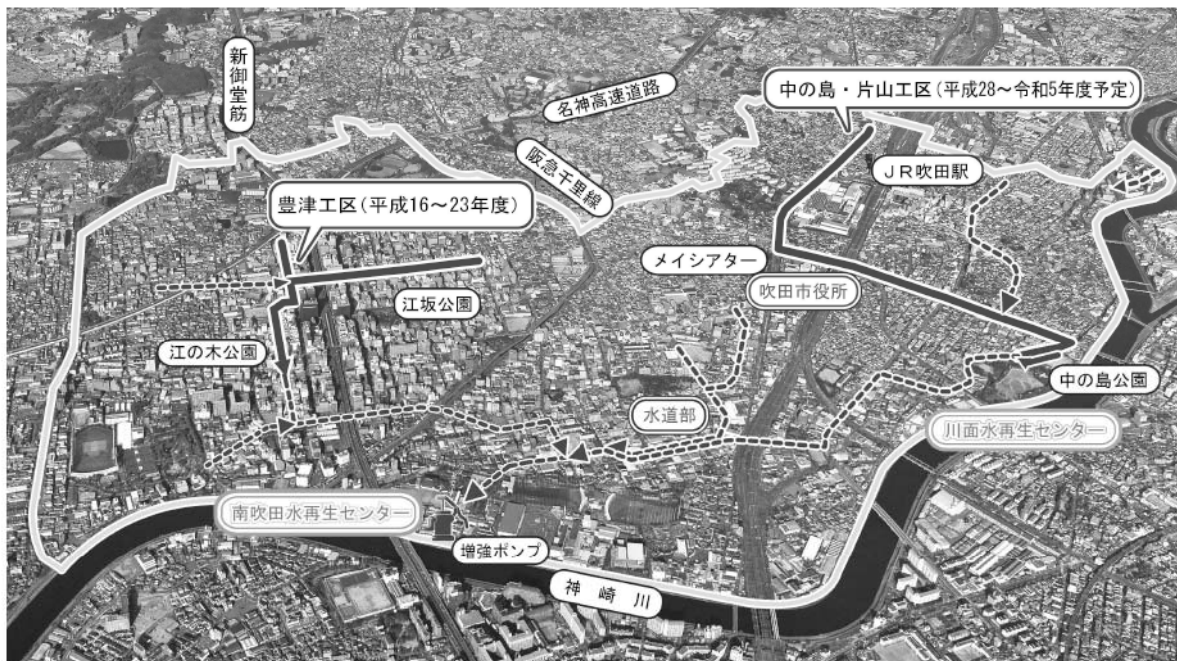 新御堂筋
名神高速道路
中の島・片山工区(平成28～令和5年度予定)
阪急千里線
JR吹田駅
豊津工区(平成16～23年度)
メイシアター
吹田市役所
江坂公園
江の木公園
中の島公園
水道部
川面水再生センター
南吹田水再生センター
増強ポンプ
神崎川